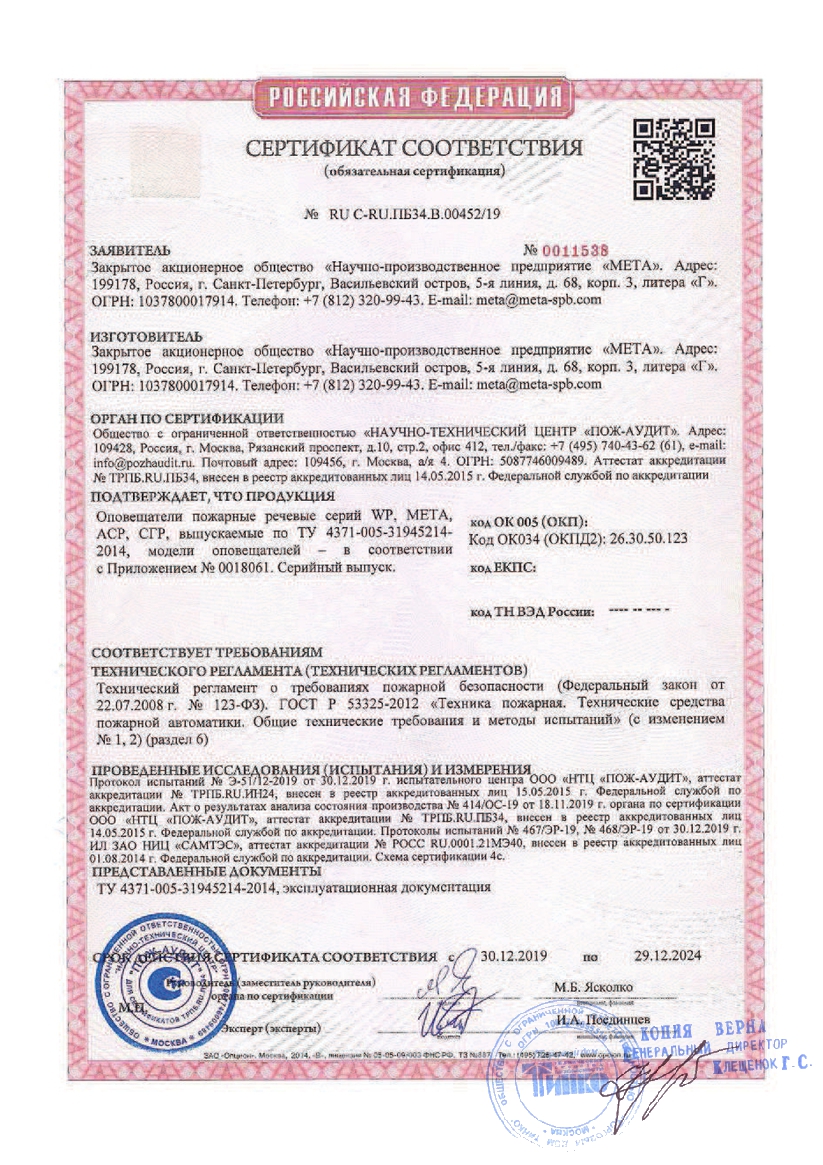 РОССИЙСКАЯ ФЕДЕРАЦИЯ
СЕРТИФИКАТ СООТВЕТСТВИЯ
(обязательная сертификация)
№ RU C-RU.ПБ34.В.00452/19
ЗАЯВИТЕЛЬ
№ 0011538
Закрытое акционерное общество «Научно-производственное предприятие «МЕТА». Адрес:
199178, Россия, г. Санкт-Петербург, Васильевский остров, 5-я линия, д. 68, корп. 3, литера «Г».
ОГРН: 1037800017914. Телефон: +7 (812) 320-99-43. E-mail: meta@meta-spb.com
ИЗГОТОВИТЕЛЬ
Закрытое акционерное общество «Научно-производственное предприятие «МЕТА». Адрес:
199178, Россия, г. Санкт-Петербург, Васильевский остров, 5-я линия, д. 68, корп. 3, литера «Г».
ОГРН: 1037800017914. Телефон: +7 (812) 320-99-43. E-mail: meta@meta-spb.com
ОРГАН ПО СЕРТИФИКАЦИИ
Общество с ограниченной ответственностью «НАУЧНО-ТЕХНИЧЕСКИЙ ЦЕНТР «ПОЖ-АУДИТ». Адрес:
109428, Россия, г. Москва, Рязанский проспект, д.10, стр.2, офис 412, тел./факс: +7 (495) 740-43-62 (61), e-mail:
info@pozhaudit.ru. Почтовый адрес: 109456, г. Москва, а/я 4. ОГРН: 5087746009489. Аттестат аккредитации
№ ТРПБ.RU.ПБ34, внесен в реестр аккредитованных лиц 14.05.2015 г. Федеральной службой по аккредитации
ПОДТВЕРЖДАЕТ, ЧТО ПРОДУКЦИЯ
Оповещатели пожарные речевые серий WP, МЕТА,
АСР, СГР, выпускаемые по ТУ 4371-005-31945214-
2014, модели оповещателей – в соответствии
с Приложением № 0018061. Серийный выпуск.
код ОК 005 (ОКП):
Код ОК034 (ОКПД2): 26.30.50.123
код ЕКПС:
код ТН ВЭД России: ---- -- --- -
СООТВЕТСТВУЕТ ТРЕБОВАНИЯМ
ТЕХНИЧЕСКОГО РЕГЛАМЕНТА (ТЕХНИЧЕСКИХ РЕГЛАМЕНТОВ)
Технический регламент о требованиях пожарной безопасности (Федеральный закон от
22.07.2008 г. № 123-ФЗ). ГОСТ Р 53325-2012 «Техника пожарная. Технические средства
пожарной автоматики. Общие технические требования и методы испытаний» (с изменением
№ 1, 2) (раздел 6)
ПРОВЕДЕННЫЕ ИССЛЕДОВАНИЯ (ИСПЫТАНИЯ) И ИЗМЕРЕНИЯ
Протокол испытаний № Э-51/12-2019 от 30.12.2019 г. испытательного центра ООО «НТЦ «ПОЖ-АУДИТ», аттестат
аккредитации № ТРПБ.RU.ИН24, внесен в реестр аккредитованных лиц 15.05.2015 г. Федеральной службой по
аккредитации. Акт о результатах анализа состояния производства № 414/ОС-19 от 18.11.2019 г. органа по сертификации
ООО «НТЦ «ПОЖ-АУДИТ», аттестат аккредитации № ТРПБ.RU.ПБ34, внесен в реестр аккредитованных лиц
14.05.2015 г. Федеральной службой по аккредитации. Протоколы испытаний № 467/ЭР-19, № 468/ЭР-19 от 30.12.2019 г.
ИЛ ЗАО НИЦ «САМТЭС», аттестат аккредитации № РОСС RU.0001.21МЭ40, внесен в реестр аккредитованных лиц
01.08.2014 г. Федеральной службой по аккредитации. Схема сертификации 4с.
ПРЕДСТАВЛЕННЫЕ ДОКУМЕНТЫ
ТУ 4371-005-31945214-2014, эксплуатационная документация
СРОК ДЕЙСТВИЯ СЕРТИФИКАТА СООТВЕТСТВИЯ с 30.12.2019 по 29.12.2024
Руководитель (заместитель руководителя)
органа по сертификации
М.Б. Ясколко
М.П.
Эксперт (эксперты)
И.А. Поединцев
"ПОЖ-АУДИТ"
МОСКВА
КОПИЯ ВЕРНА
ГЕНЕРАЛЬНЫЙ ДИРЕКТОР
КЛЕЩЕНОК Г.С.
ТИНКО
ЗАО «Опцион», Москва, 2014, «В», лицензия № 05-05-09/003 ФНС РФ